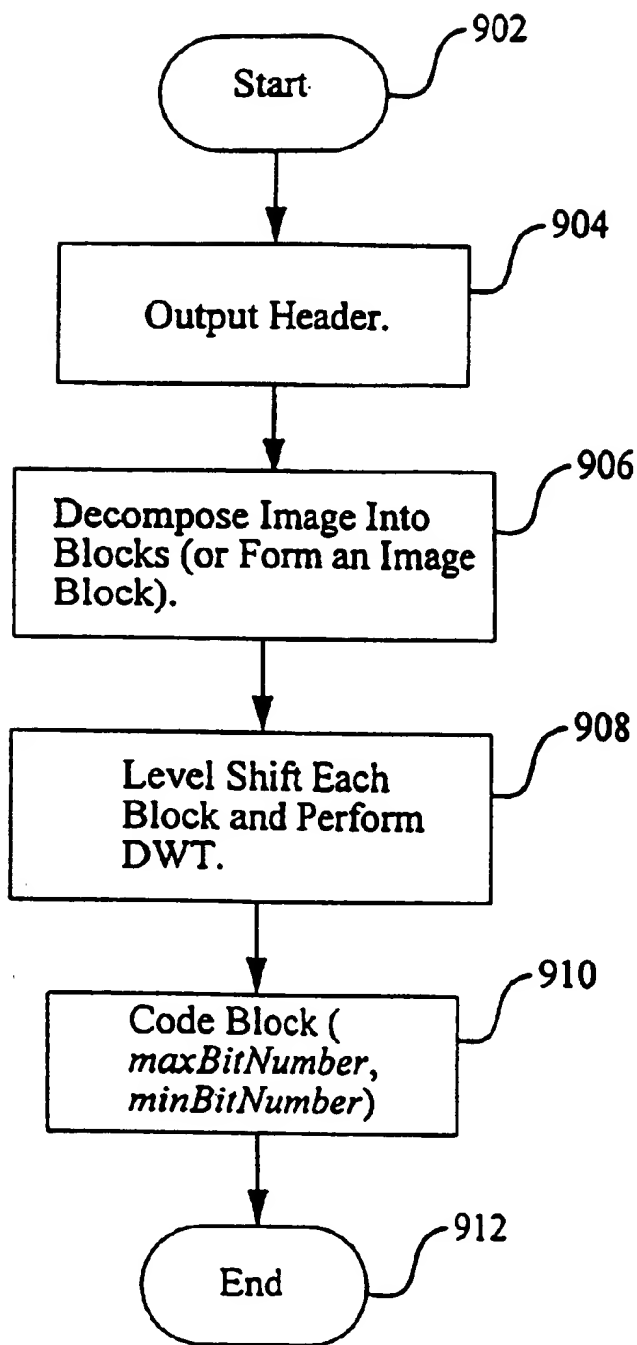 902
Start
904
Output Header.
906
Decompose Image Into
Blocks (or Form an Image
Block).
908
Level Shift Each
Block and Perform
DWT.
910
Code Block (
maxBitNumber,
minBitNumber)
912
End